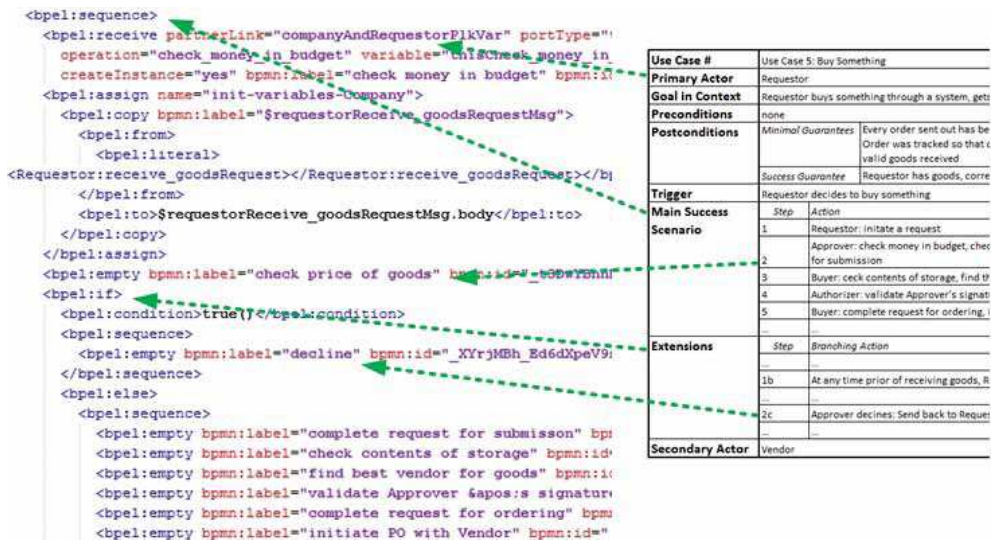 <bpel:sequence>
<bpel:receive partnerLink="companyAndRequestorPlkVar" portType="
operation="check_money_in_budget" variable="thisCheck_money_in_
createInstance="yes" bpmn:label="check money in budget"
<bpel:assign name="init-variables-Company">
<bpel:copy bpmn:label="$requestorReceive_goodsRequestMsg">
<bpel:from>
<bpel:literal>
<Requestor:receive_goodsRequest></Requestor:receive_goodsRequest>
</bpel:from>
<bpel:to>$requestorReceive_goodsRequestMsg.body</bpel:to>
</bpel:copy>
</bpel:assign>
<bpel:empty bpmn:label="check price of goods"
<bpel:if>
<bpel:condition>true()</bpel:condition>
<bpel:sequence>
<bpel:empty bpmn:label="decline" bpmn:id="_XYrjMBh_Ed6dXpeV9
</bpel:sequence>
<bpel:else>
<bpel:sequence>
<bpel:empty bpmn:label="complete request for submisson"
<bpel:empty bpmn:label="check contents of storage"
<bpel:empty bpmn:label="find best vendor for goods"
<bpel:empty bpmn:label="validate Approver &apos;s signature
<bpel:empty bpmn:label="complete request for ordering"
<bpel:empty bpmn:label="initiate PO with Vendor" bpmn:id="
Use Case # Use Case 5: Buy Something
Primary Actor Requestor
Goal in Context Requestor buys something through a system, gets
Preconditions none
Postconditions Minimal Guarantees Every order sent out has be
Order was tracked so that
valid goods received
Success Guarantee Requestor has goods, corre
Trigger Requestor decides to buy something
Main Success Step Action
Scenario 1 Requestor: initate a request
Approver: check money in budget, chec
2 for submission
3 Buyer: ceck contents of storage, find th
4 Authorizer: validate Approver's signat
5 Buyer: complete request for ordering,
... ...
Extensions Step Branching Action
... ...
1b At any time prior of receiving goods, R
... ...
2c Approver decines: Send back to Reques
... ...
Secondary Actor Vendor